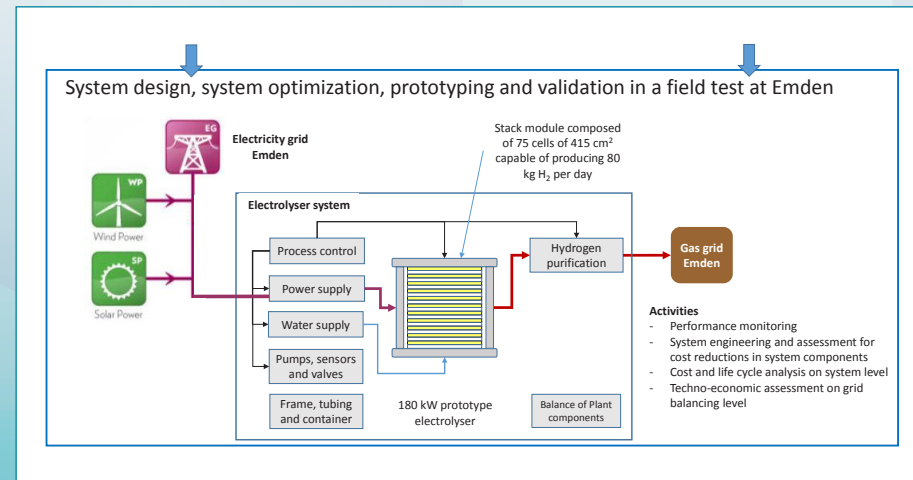 System design, system optimization, prototyping and validation in a field test at Emden
EG
Electricity grid
Emden
Stack module composed
of 75 cells of 415 cm²
capable of producing 80
kg H₂ per day
WP
Wind Power
SP
Solar Power
Electrolyser system
Process control
Power supply
Water supply
Pumps, sensors
and valves
Frame, tubing
and container
180 kW prototype
electrolyser
Hydrogen
purification
Balance of Plant
components
Gas grid
Emden
Activities
- Performance monitoring
- System engineering and assessment for
cost reductions in system components
- Cost and life cycle analysis on system level
- Techno-economic assessment on grid
balancing level